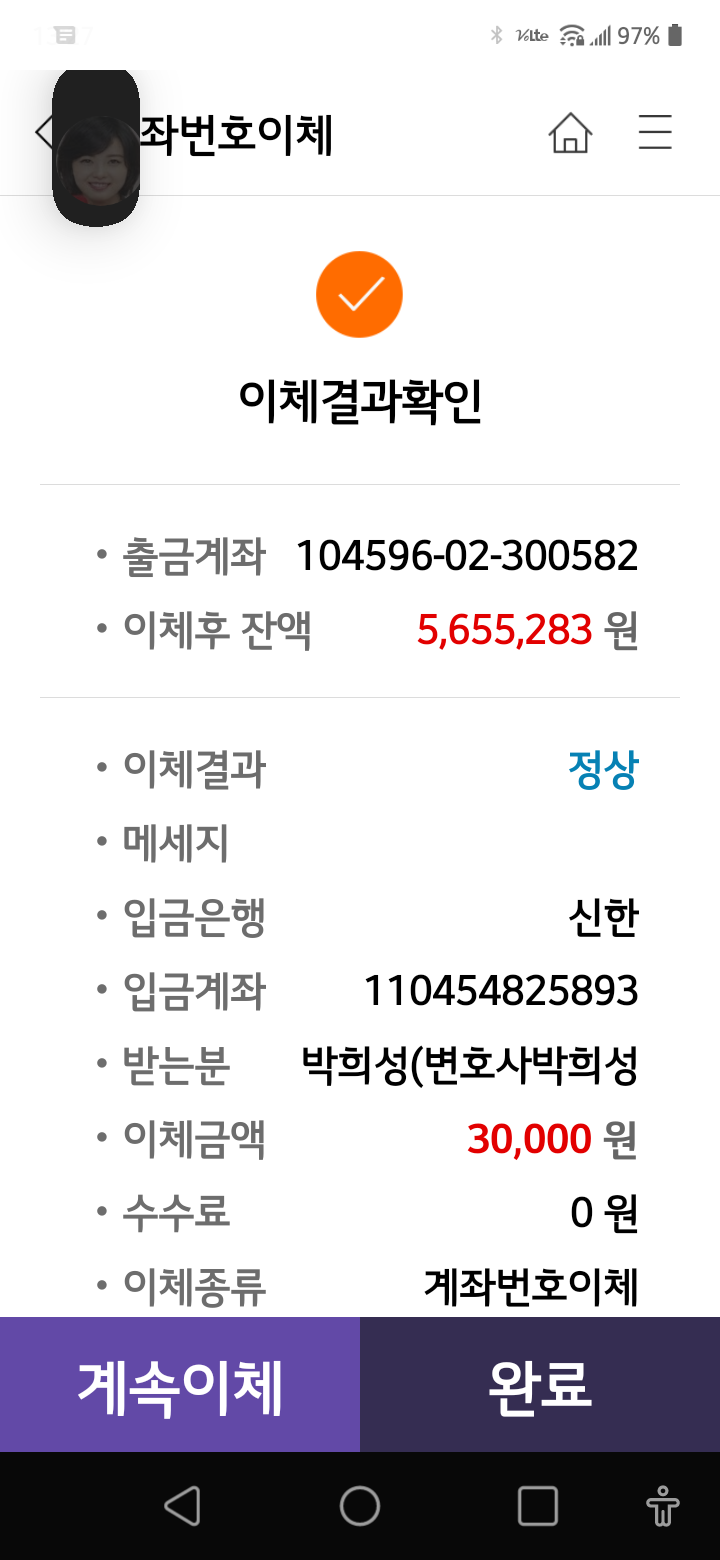 VoLte 97%
좌번호이체
이체결과확인
• 출금계좌 104596-02-300582
• 이체후 잔액 5,655,283 원
• 이체결과 정상
• 메세지
• 입금은행 신한
• 입금계좌 110454825893
• 받는분 박희성(변호사박희성
• 이체금액 30,000 원
• 수수료 0 원
• 이체종류 계좌번호이체
계속이체 완료